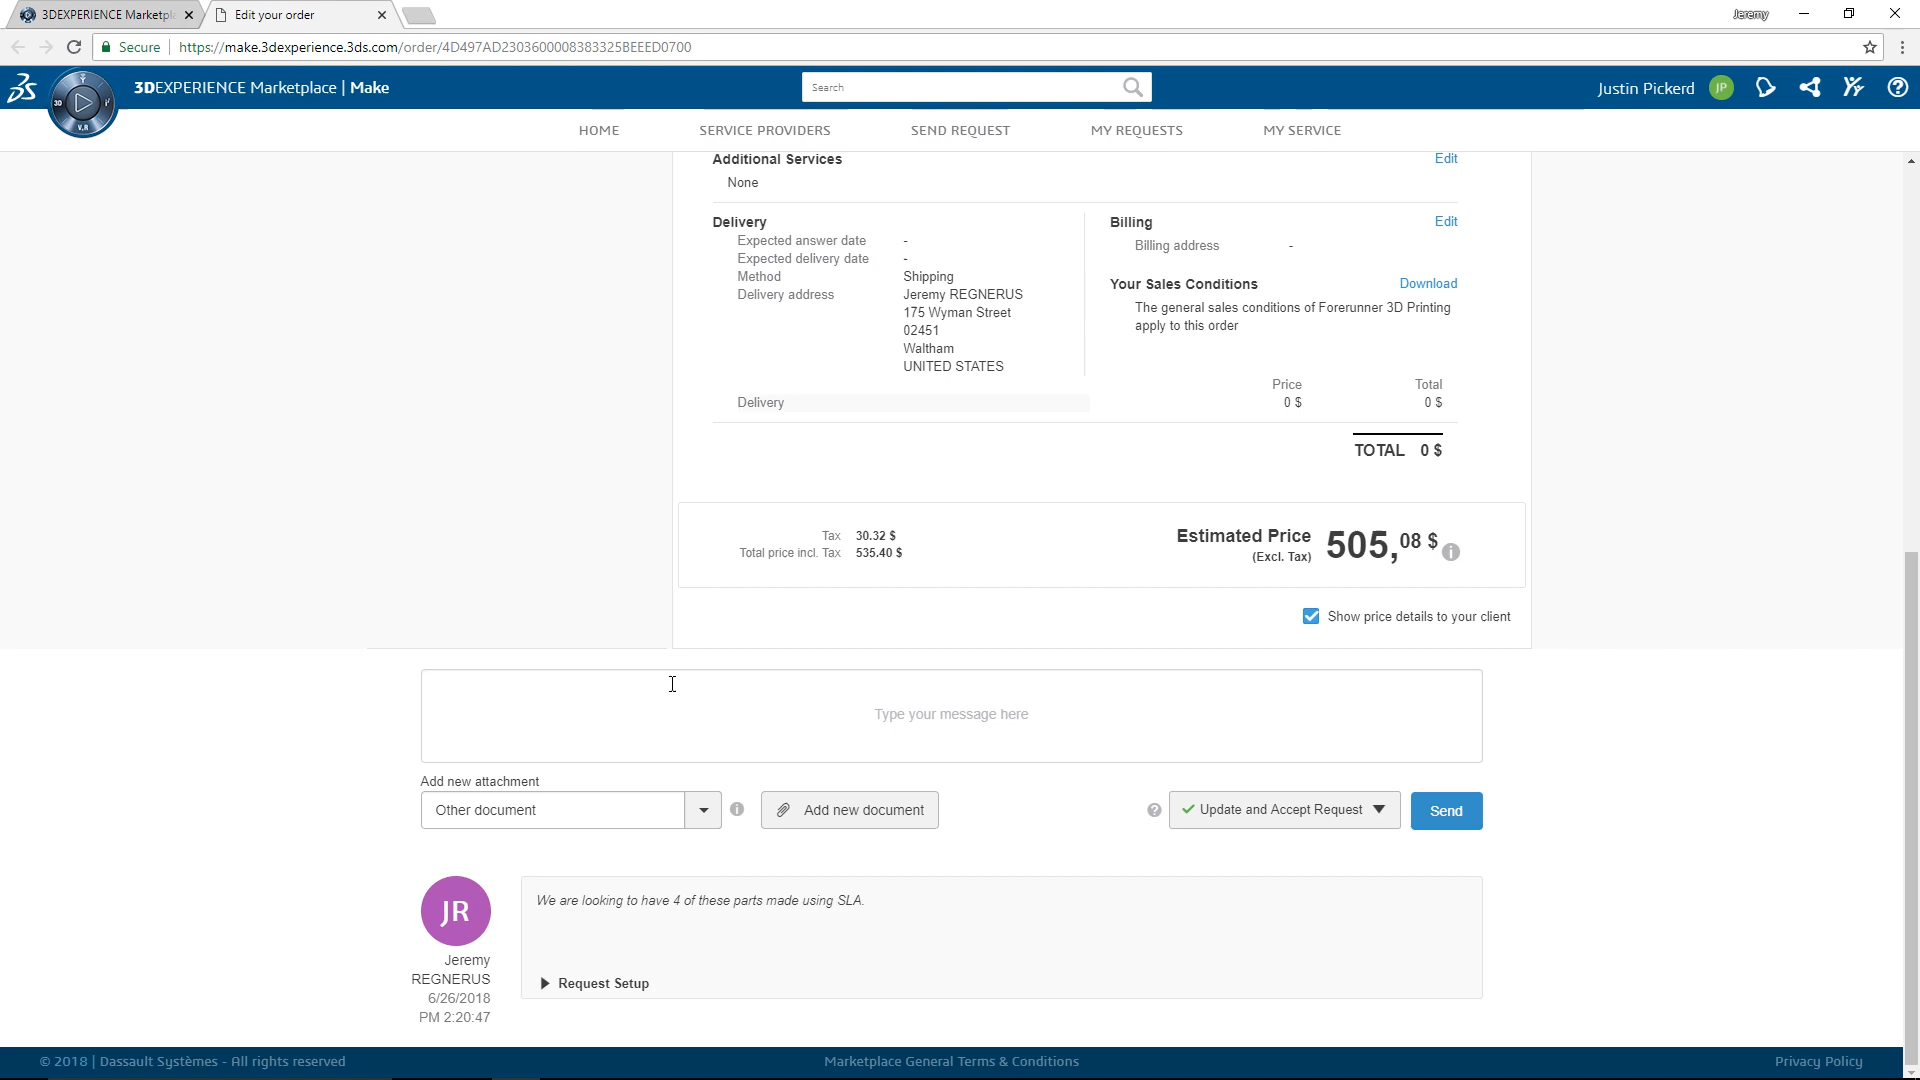 3DEXPERIENCE Marketpl
Edit your order
Jeremy
Secure
https://make.3dexperience.3ds.com/order/4D497AD2303600008383325BEEED0700
3D
i²
V.R
3DEXPERIENCE Marketplace | Make
Search
Justin Pickerd
JP
HOME
SERVICE PROVIDERS
SEND REQUEST
MY REQUESTS
MY SERVICE
Additional Services
Edit
None
Delivery
Expected answer date -
Expected delivery date -
Method Shipping
Delivery address Jeremy REGNERUS
175 Wyman Street
02451
Waltham
UNITED STATES
Billing
Edit
Billing address -
Your Sales Conditions
Download
The general sales conditions of Forerunner 3D Printing
apply to this order
Price Total
Delivery 0 $ 0 $
TOTAL 0 $
Tax 30.32 $
Total price incl. Tax 535.40 $
Estimated Price 505,08 $
(Excl. Tax)
Show price details to your client
Type your message here
Add new attachment
Other document
Add new document
Update and Accept Request
Send
JR
Jeremy
REGNERUS
6/26/2018
PM 2:20:47
We are looking to have 4 of these parts made using SLA.
Request Setup
© 2018 | Dassault Systèmes - All rights reserved
Marketplace General Terms & Conditions
Privacy Policy